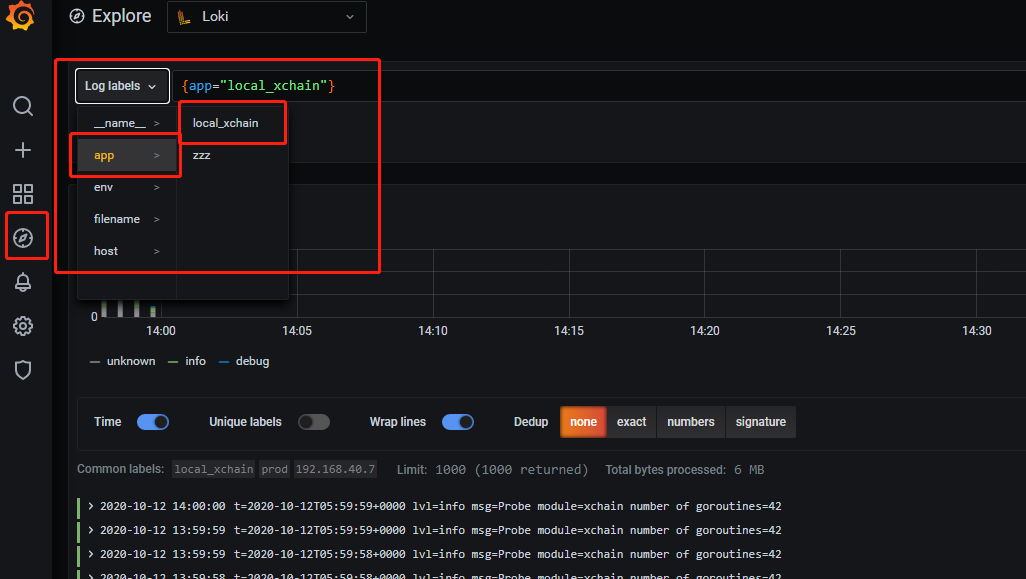 Explore Loki
Log labels {app="local_xchain"}
__name__ > local_xchain
app > zzz
env >
filename >
host >
0
14:00 14:05 14:10 14:15 14:20 14:25 14:30
unknown info debug
Time Unique labels Wrap lines Dedup none exact numbers signature
Common labels: local_xchain prod 192.168.40.7 Limit: 1000 (1000 returned) Total bytes processed: 6 MB
> 2020-10-12 14:00:00 t=2020-10-12T05:59:59+0000 lvl=info msg=Probe module=xchain number of goroutines=42
> 2020-10-12 13:59:59 t=2020-10-12T05:59:59+0000 lvl=info msg=Probe module=xchain number of goroutines=42
> 2020-10-12 13:59:59 t=2020-10-12T05:59:58+0000 lvl=info msg=Probe module=xchain number of goroutines=42
> 2020-10-12 13:59:58 t=2020-10-12T05:59:58+0000 lvl=info msg=Probe module=xchain number of goroutines=42